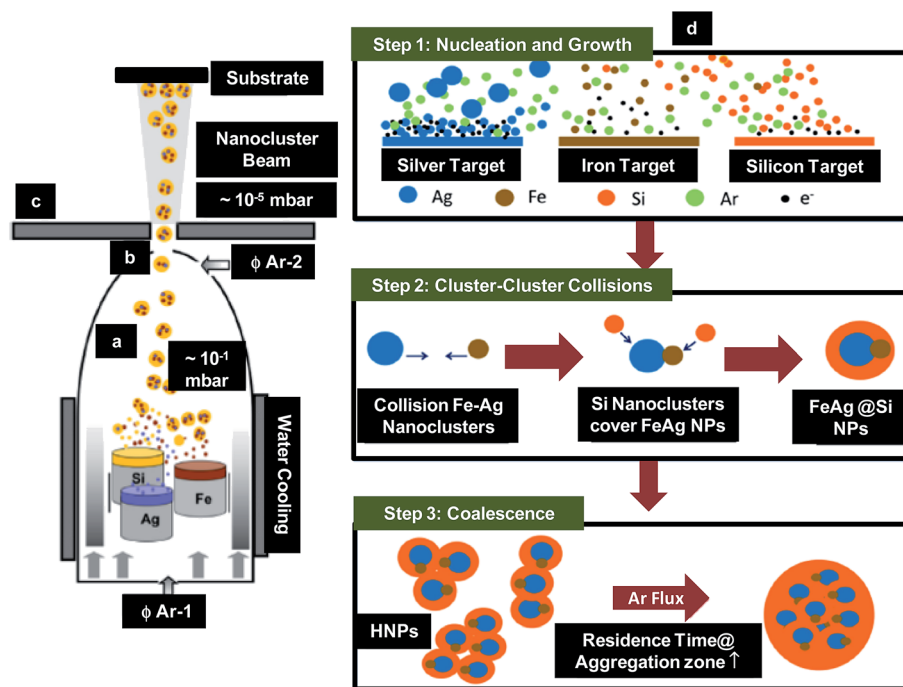 Substrate
Nanocluster
Beam
~ 10-5 mbar
c
b
ϕ Ar-2
a
~ 10-1
mbar
Si
Fe
Ag
Water Cooling
ϕ Ar-1
d
Step 1: Nucleation and Growth
Silver Target
Iron Target
Silicon Target
Ag
Fe
Si
Ar
e-
Step 2: Cluster-Cluster Collisions
Collision Fe-Ag
Nanoclusters
Si Nanoclusters
cover FeAg NPs
FeAg @Si
NPs
Step 3: Coalescence
HNPs
Ar Flux
Residence Time@
Aggregation zone ↑